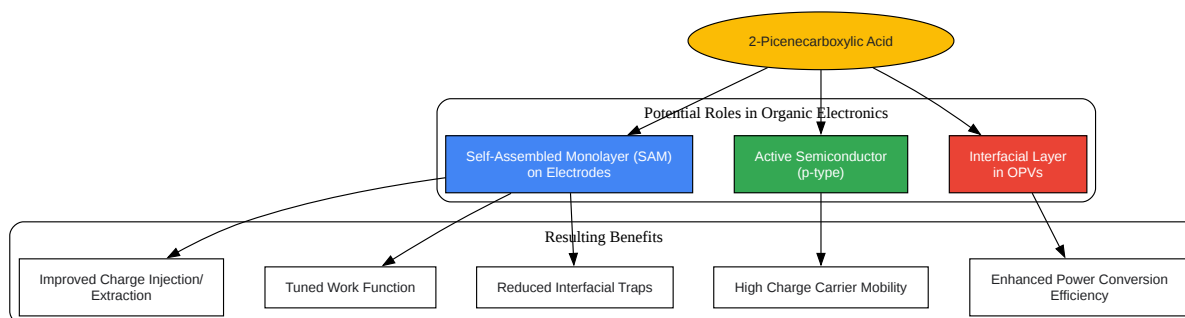 2-Picenecarboxylic Acid
Potential Roles in Organic Electronics
Self-Assembled Monolayer (SAM)
on Electrodes
Active Semiconductor
(p-type)
Interfacial Layer
in OPVs
Resulting Benefits
Improved Charge Injection/
Extraction
Tuned Work Function
Reduced Interfacial Traps
High Charge Carrier Mobility
Enhanced Power Conversion
Efficiency